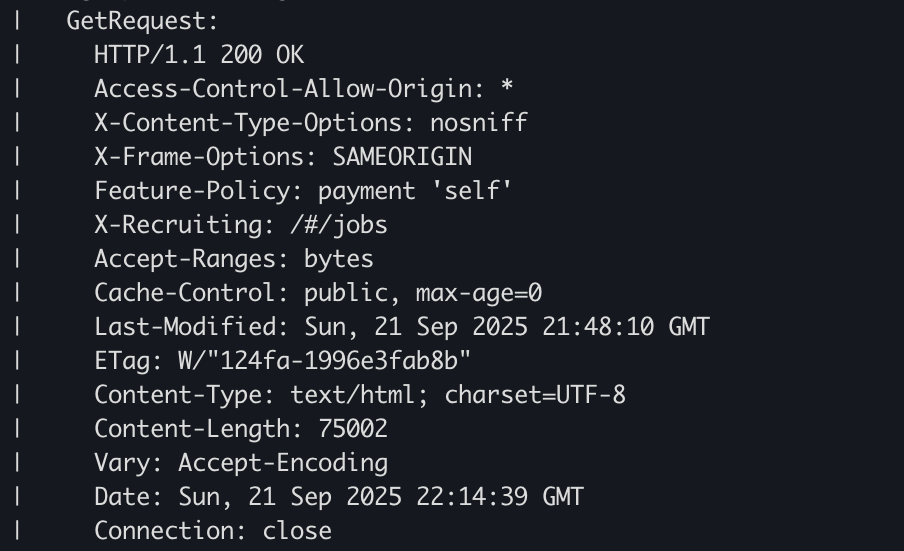 |   GetRequest:
|     HTTP/1.1 200 OK
|     Access-Control-Allow-Origin: *
|     X-Content-Type-Options: nosniff
|     X-Frame-Options: SAMEORIGIN
|     Feature-Policy: payment 'self'
|     X-Recruiting: /#/jobs
|     Accept-Ranges: bytes
|     Cache-Control: public, max-age=0
|     Last-Modified: Sun, 21 Sep 2025 21:48:10 GMT
|     ETag: W/"124fa-1996e3fab8b"
|     Content-Type: text/html; charset=UTF-8
|     Content-Length: 75002
|     Vary: Accept-Encoding
|     Date: Sun, 21 Sep 2025 22:14:39 GMT
|     Connection: close